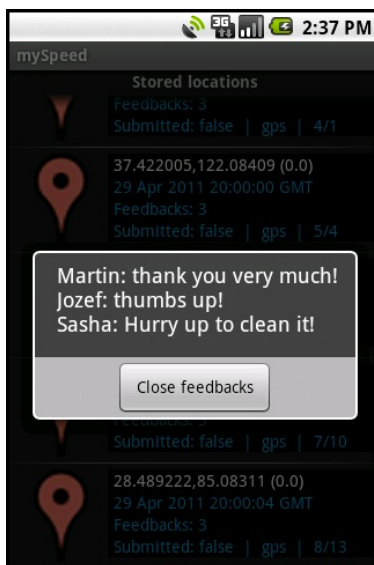 3G
2:37 PM
mySpeed
Stored locations
Feedbacks: 3
Submitted: false | gps | 4/1
37.422005,122.08409 (0.0)
29 Apr 2011 20:00:00 GMT
Feedbacks: 3
Submitted: false | gps | 5/4
Martin: thank you very much!
Jozef: thumbs up!
Sasha: Hurry up to clean it!
Close feedbacks
Feedbacks: 3
Submitted: false | gps | 7/10
28.489222,85.08311 (0.0)
29 Apr 2011 20:00:04 GMT
Feedbacks: 3
Submitted: false | gps | 8/13